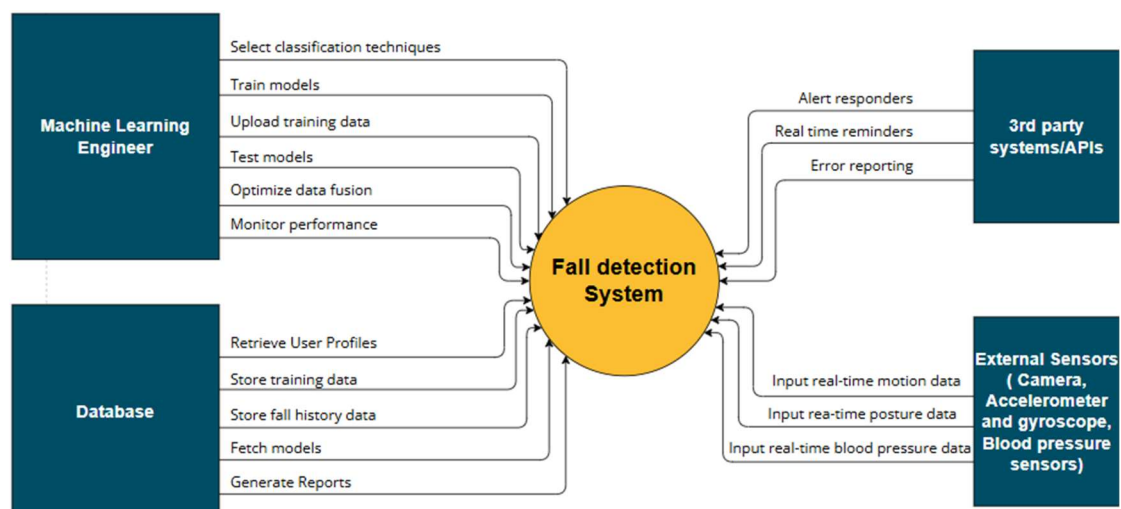 Machine Learning
Engineer
Select classification techniques
Train models
Upload training data
Test models
Optimize data fusion
Monitor performance
Database
Retrieve User Profiles
Store training data
Store fall history data
Fetch models
Generate Reports
Fall detection
System
Alert responders
Real time reminders
Error reporting
3rd party
systems/APIs
Input real-time motion data
Input rea-time posture data
Input real-time blood pressure data
External Sensors
( Camera,
Accelerometer
and gyroscope,
Blood pressure
sensors)